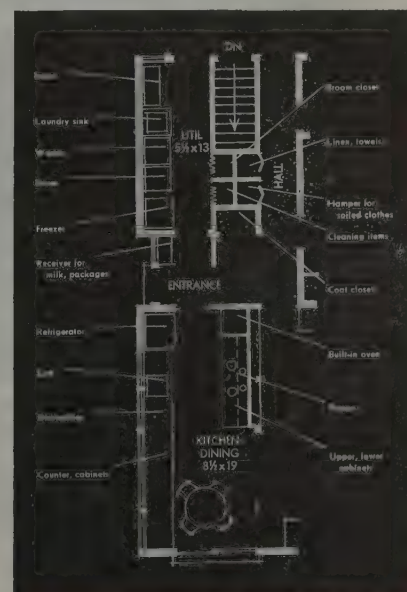 DN
Broom closet
Laundry sink
UTIL
5½x13
Linen, towels
HALL
Hamper for
soiled clothes
Cleaning items
Freezer
Receiver for
milk, packages
ENTRANCE
Coat closet
Refrigerator
Built-in oven
KITCHEN
DINING
8½x19
Upper, lower
cabinets
Counter, cabinets